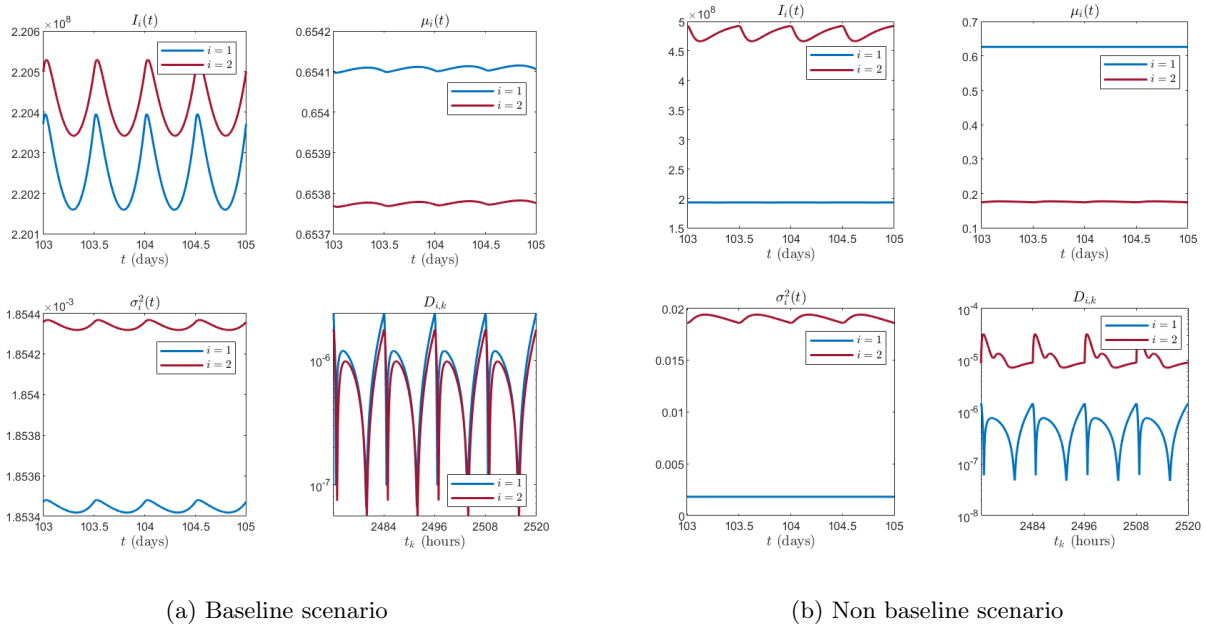 I_i(t)
×10^8
2.206
2.205
2.204
2.203
2.202
2.201
103 103.5 104 104.5 105
t (days)
i = 1
i = 2
μ_i(t)
0.6542
0.6541
0.654
0.6539
0.6538
0.6537
103 103.5 104 104.5 105
t (days)
i = 1
i = 2
σ_i^2(t)
×10^-3
1.8544
1.8542
1.854
1.8538
1.8536
1.8534
103 103.5 104 104.5 105
t (days)
i = 1
i = 2
D_{i,k}
10^-6
10^-7
2484 2496 2508 2520
t_k (hours)
i = 1
i = 2
(a) Baseline scenario
I_i(t)
×10^8
5
4.5
4
3.5
3
2.5
2
1.5
103 103.5 104 104.5 105
t (days)
i = 1
i = 2
μ_i(t)
0.7
0.6
0.5
0.4
0.3
0.2
0.1
103 103.5 104 104.5 105
t (days)
i = 1
i = 2
σ_i^2(t)
0.02
0.015
0.01
0.005
0
103 103.5 104 104.5 105
t (days)
i = 1
i = 2
D_{i,k}
10^-4
10^-5
10^-6
10^-7
10^-8
2484 2496 2508 2520
t_k (hours)
i = 1
i = 2
(b) Non baseline scenario